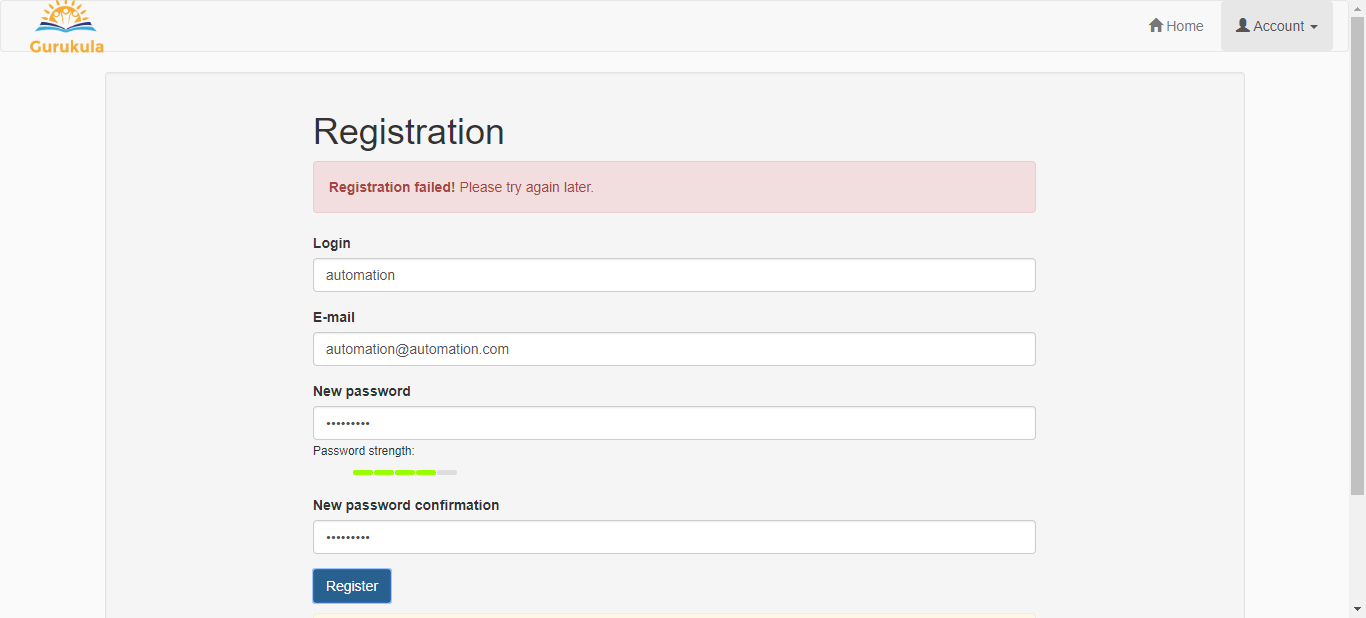 Gurukula
Home
Account
Registration
Registration failed! Please try again later.
Login
automation
E-mail
automation@automation.com
New password
•••••••••
Password strength:
New password confirmation
•••••••••
Register